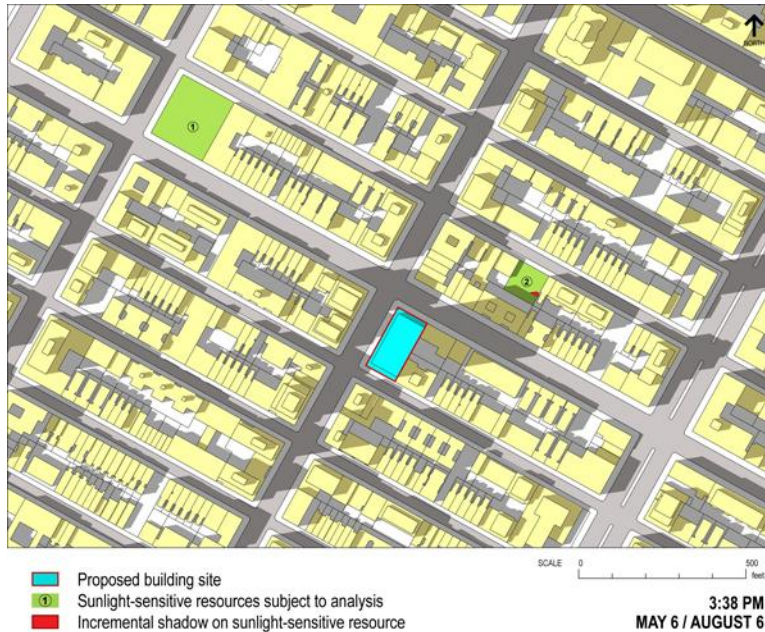 NORTH
①
②
SCALE 0 500
feet
Proposed building site
① Sunlight-sensitive resources subject to analysis
Incremental shadow on sunlight-sensitive resource
3:38 PM
MAY 6 / AUGUST 6